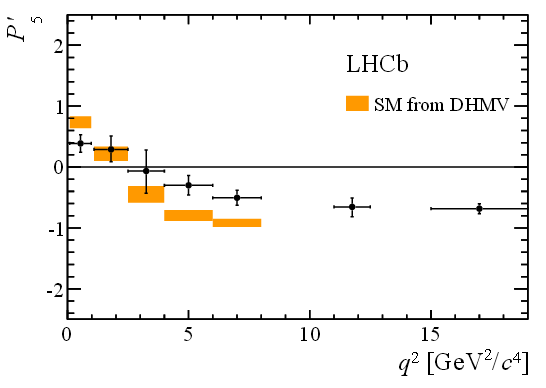 P'₅
2
LHCb
1
SM from DHMV
0
-1
-2
0 5 10 15
q² [GeV²/c⁴]